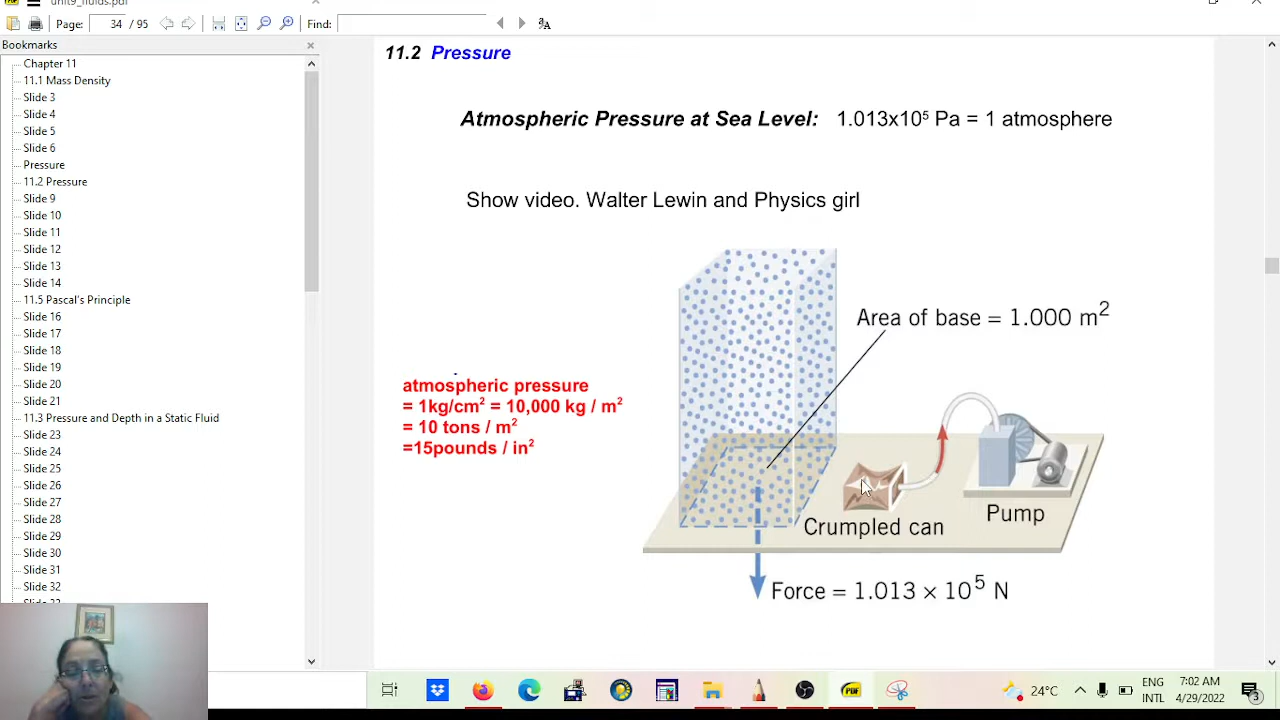 unit9_fluids.pdf
Page: 34 / 95 Find:
Bookmarks
Chapter 11
11.1 Mass Density
Slide 3
Slide 4
Slide 5
Slide 6
Pressure
11.2 Pressure
Slide 9
Slide 10
Slide 11
Slide 12
Slide 13
Slide 14
11.5 Pascal's Principle
Slide 16
Slide 17
Slide 18
Slide 19
Slide 20
Slide 21
11.3 Pressure and Depth in a Static Fluid
Slide 23
Slide 24
Slide 25
Slide 26
Slide 27
Slide 28
Slide 29
Slide 30
Slide 31
Slide 32
11.2 Pressure
Atmospheric Pressure at Sea Level: 1.013x10⁵ Pa = 1 atmosphere
Show video. Walter Lewin and Physics girl
Area of base = 1.000 m²
atmospheric pressure
= 1kg/cm² = 10,000 kg / m²
= 10 tons / m²
=15pounds / in²
Crumpled can
Pump
Force = 1.013 × 10⁵ N
PDF
24°C
ENG
INTL
7:02 AM
4/29/2022
3